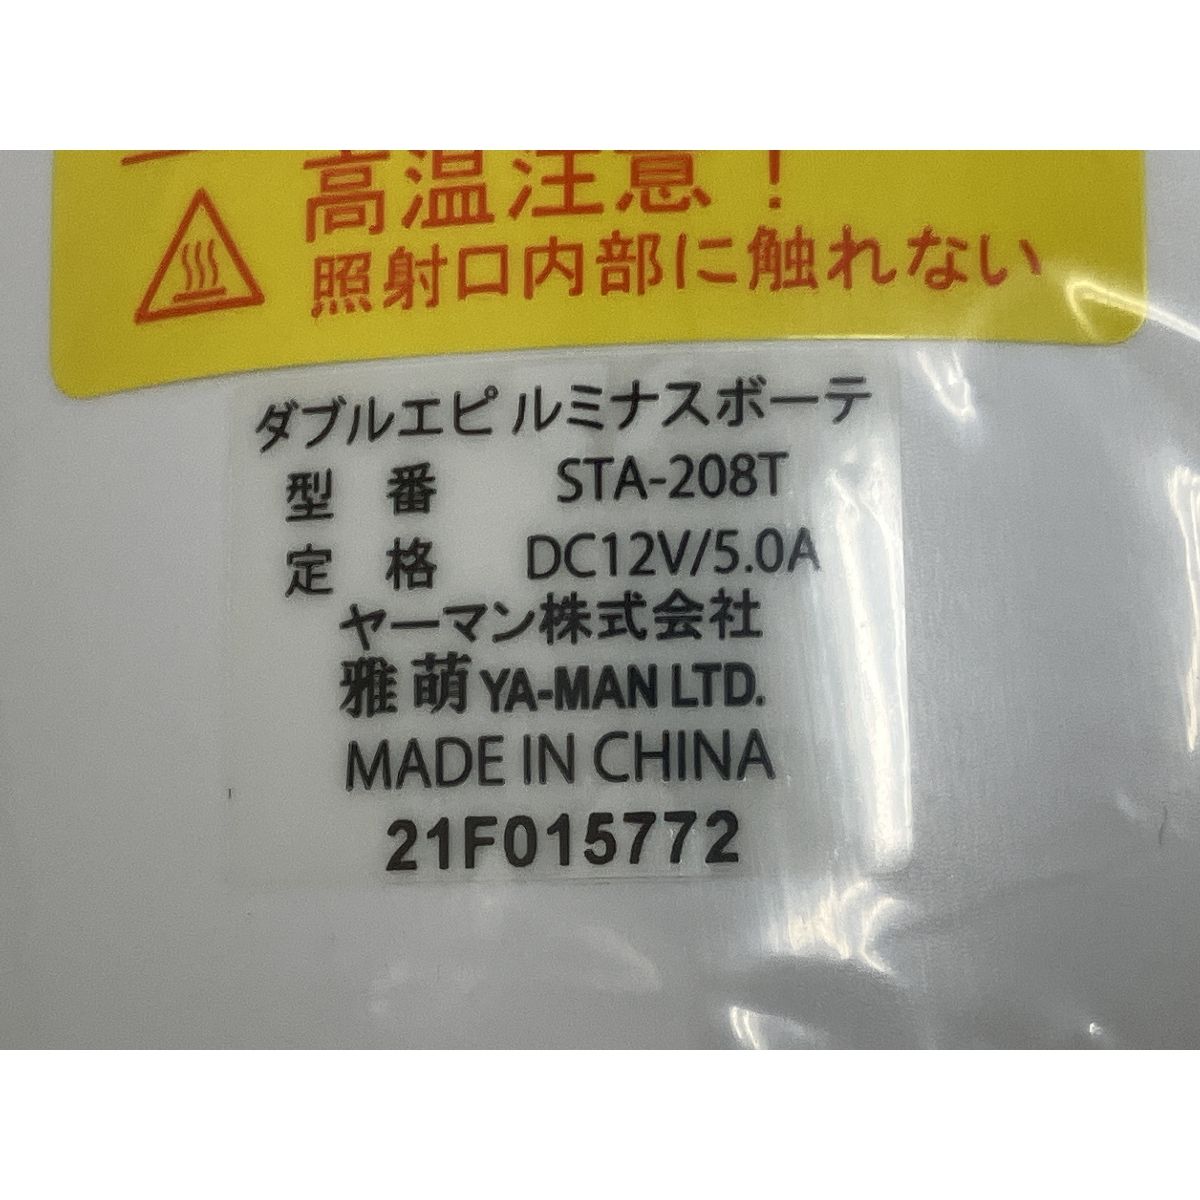 高温注意!
照射口内部に触れない
ダブルエピ ルミナスボーテ
型 番 STA-208T
定 格 DC12V/5.0A
ヤーマン株式会社
雅萌 YA-MAN LTD.
MADE IN CHINA
21F015772